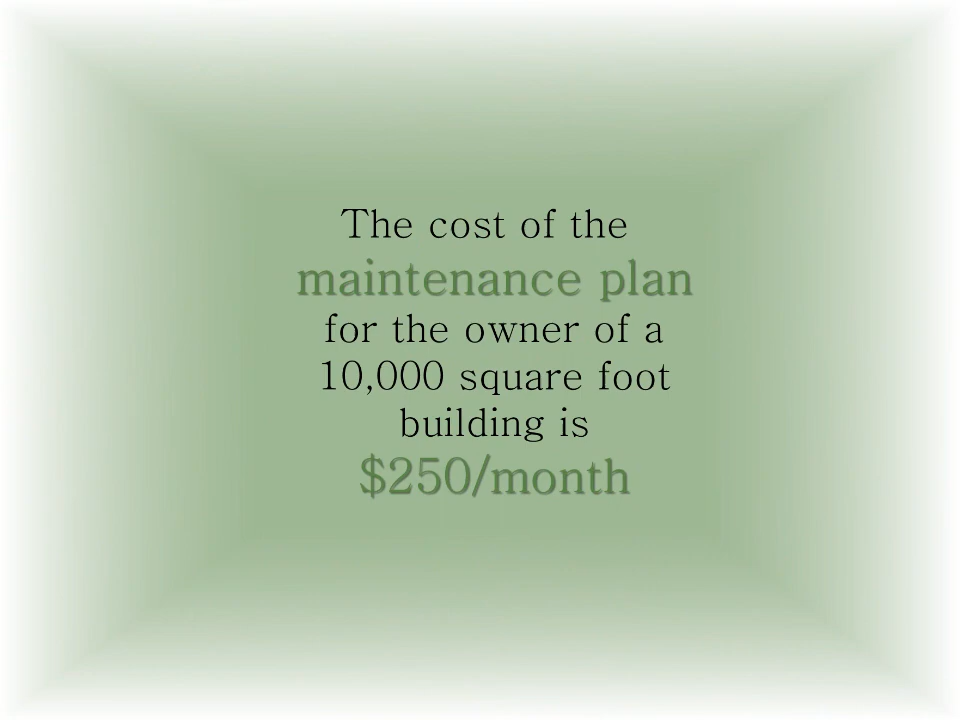 The cost of the
maintenance plan
for the owner of a
10,000 square foot
building is
$250/month